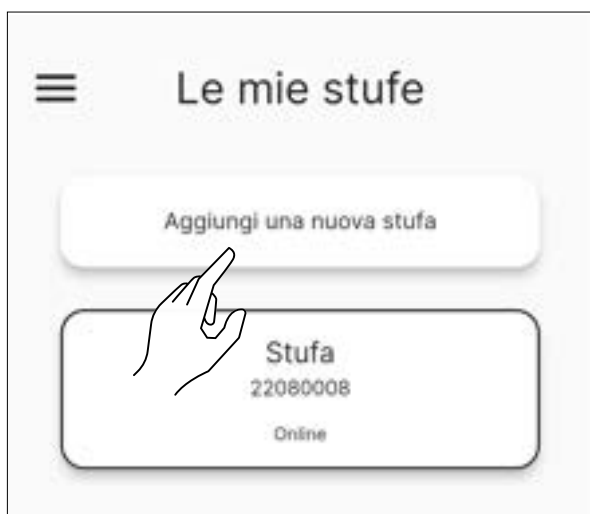 Le mie stufe
Aggiungi una nuova stufa
Stufa
22080008
Online